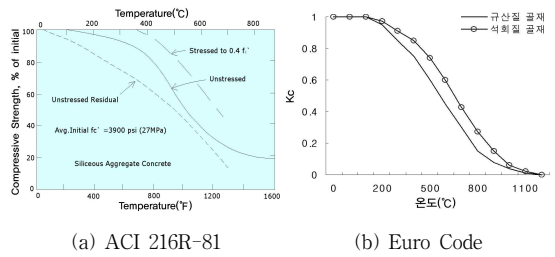 Temperature(℃)
0 200 400 600 800
Compressive Strength, % of initial
100
80
60
40
20
0
Stressed to 0.4 f.'
Unstressed
Unstressed Residual
Avg.Initial fc' =3900 psi (27MPa)
Siliceous Aggregate Concrete
0 400 800 1200 1600
Temperature(℉)
(a) ACI 216R-81
규산질 골재
석회질 골재
Kc
1
0.8
0.6
0.4
0.2
0
0 200 500 800 1100
온도(℃)
(b) Euro Code